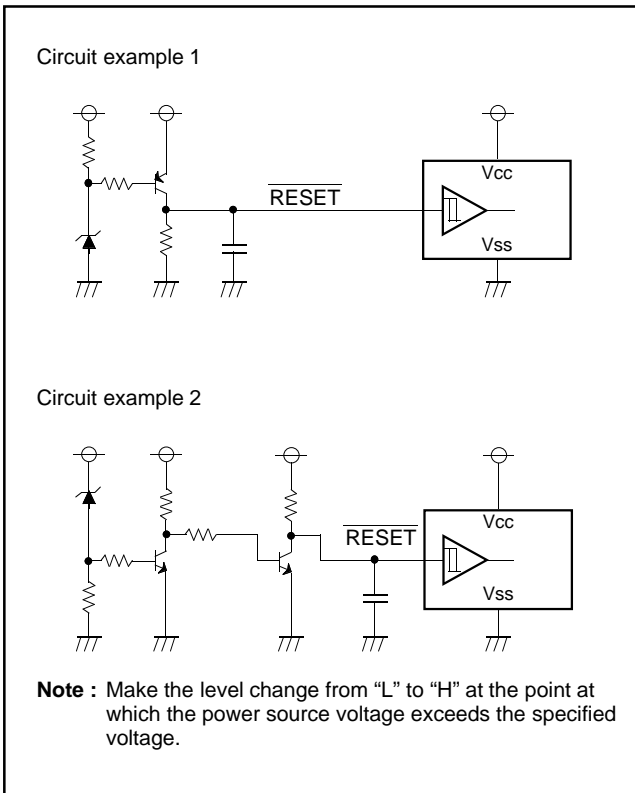 Circuit example 1
RESET
Vcc
Vss
Circuit example 2
RESET
Vcc
Vss
Note : Make the level change from “L” to “H” at the point at
which the power source voltage exceeds the specified
voltage.